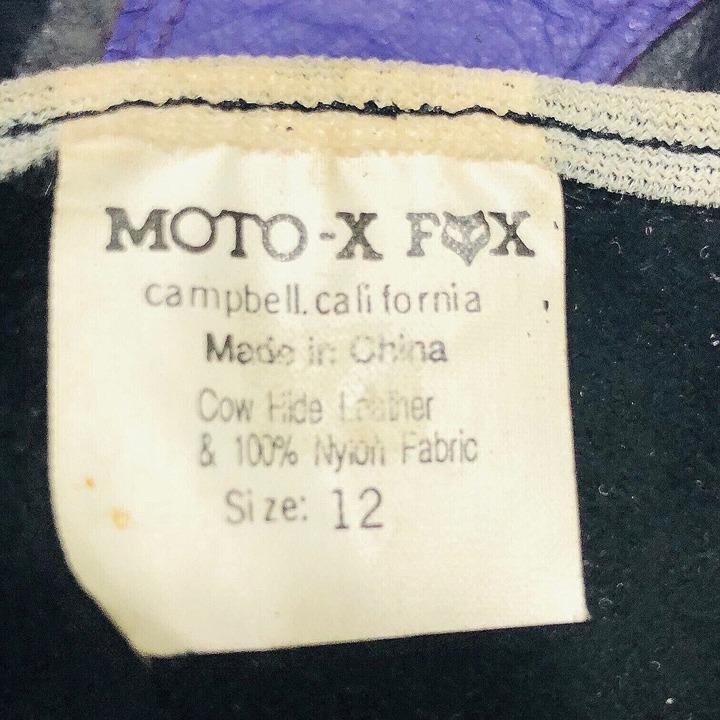 MOTO-X FOX
campbell. california
Made in China
Cow Hide Leather
& 100% Nylon Fabric
Size: 12